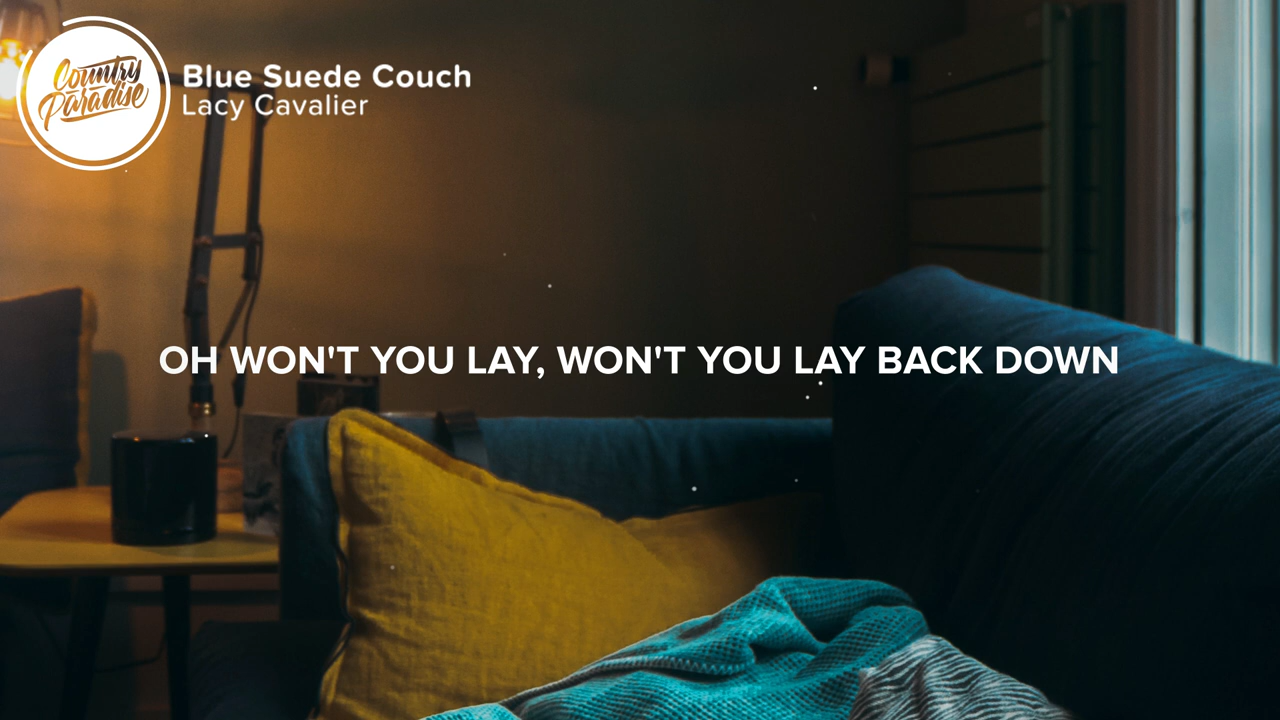 Country
Paradise
Blue Suede Couch
Lacy Cavalier
OH WON'T YOU LAY, WON'T YOU LAY BACK DOWN